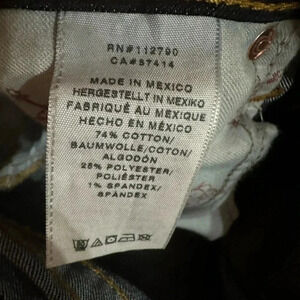 RN#112790
CA#57414
MADE IN MEXICO
HERGESTELLT IN MEXIKO
FABRIQUÉ AU MEXIQUE
HECHO EN MÉXICO
74% COTTON/
BAUMWOLLE/COTON/
ALGODÓN
25% POLYESTER/
POLIÉSTER
1% SPANDEX/
SPÁNDEX